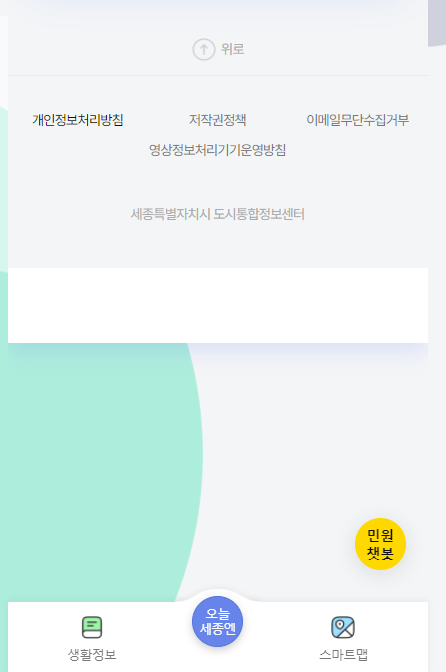 위로
개인정보처리방침 저작권정책 이메일무단수집거부
영상정보처리기기운영방침
세종특별자치시 도시통합정보센터
민원
챗봇
오늘
세종엔
생활정보 스마트맵